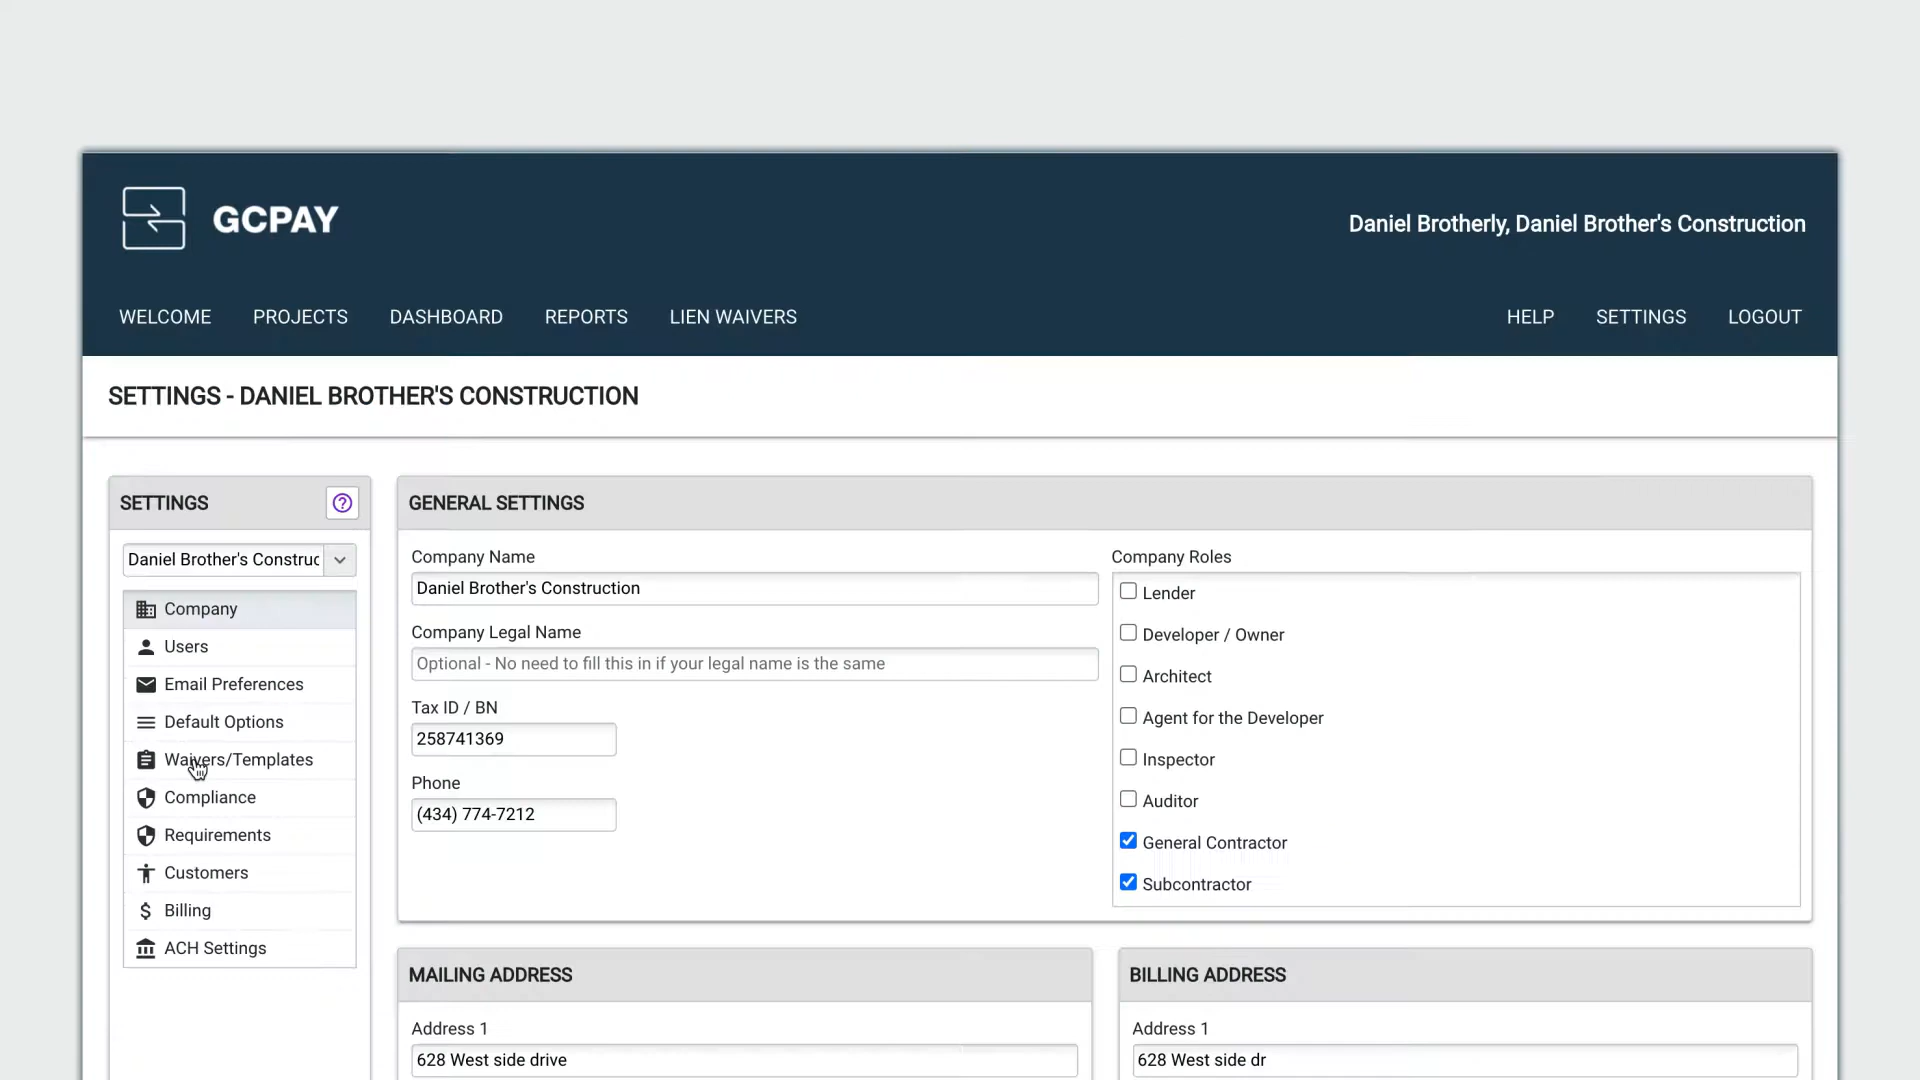 GCPAY
Daniel Brotherly, Daniel Brother's Construction
WELCOME PROJECTS DASHBOARD REPORTS LIEN WAIVERS HELP SETTINGS LOGOUT
SETTINGS - DANIEL BROTHER'S CONSTRUCTION
SETTINGS
Daniel Brother's Construc
Company
Users
Email Preferences
Default Options
Waivers/Templates
Compliance
Requirements
Customers
Billing
ACH Settings
GENERAL SETTINGS
Company Name
Daniel Brother's Construction
Company Legal Name
Optional - No need to fill this in if your legal name is the same
Tax ID / BN
258741369
Phone
(434) 774-7212
Company Roles
Lender
Developer / Owner
Architect
Agent for the Developer
Inspector
Auditor
General Contractor
Subcontractor
MAILING ADDRESS
Address 1
628 West side drive
BILLING ADDRESS
Address 1
628 West side dr